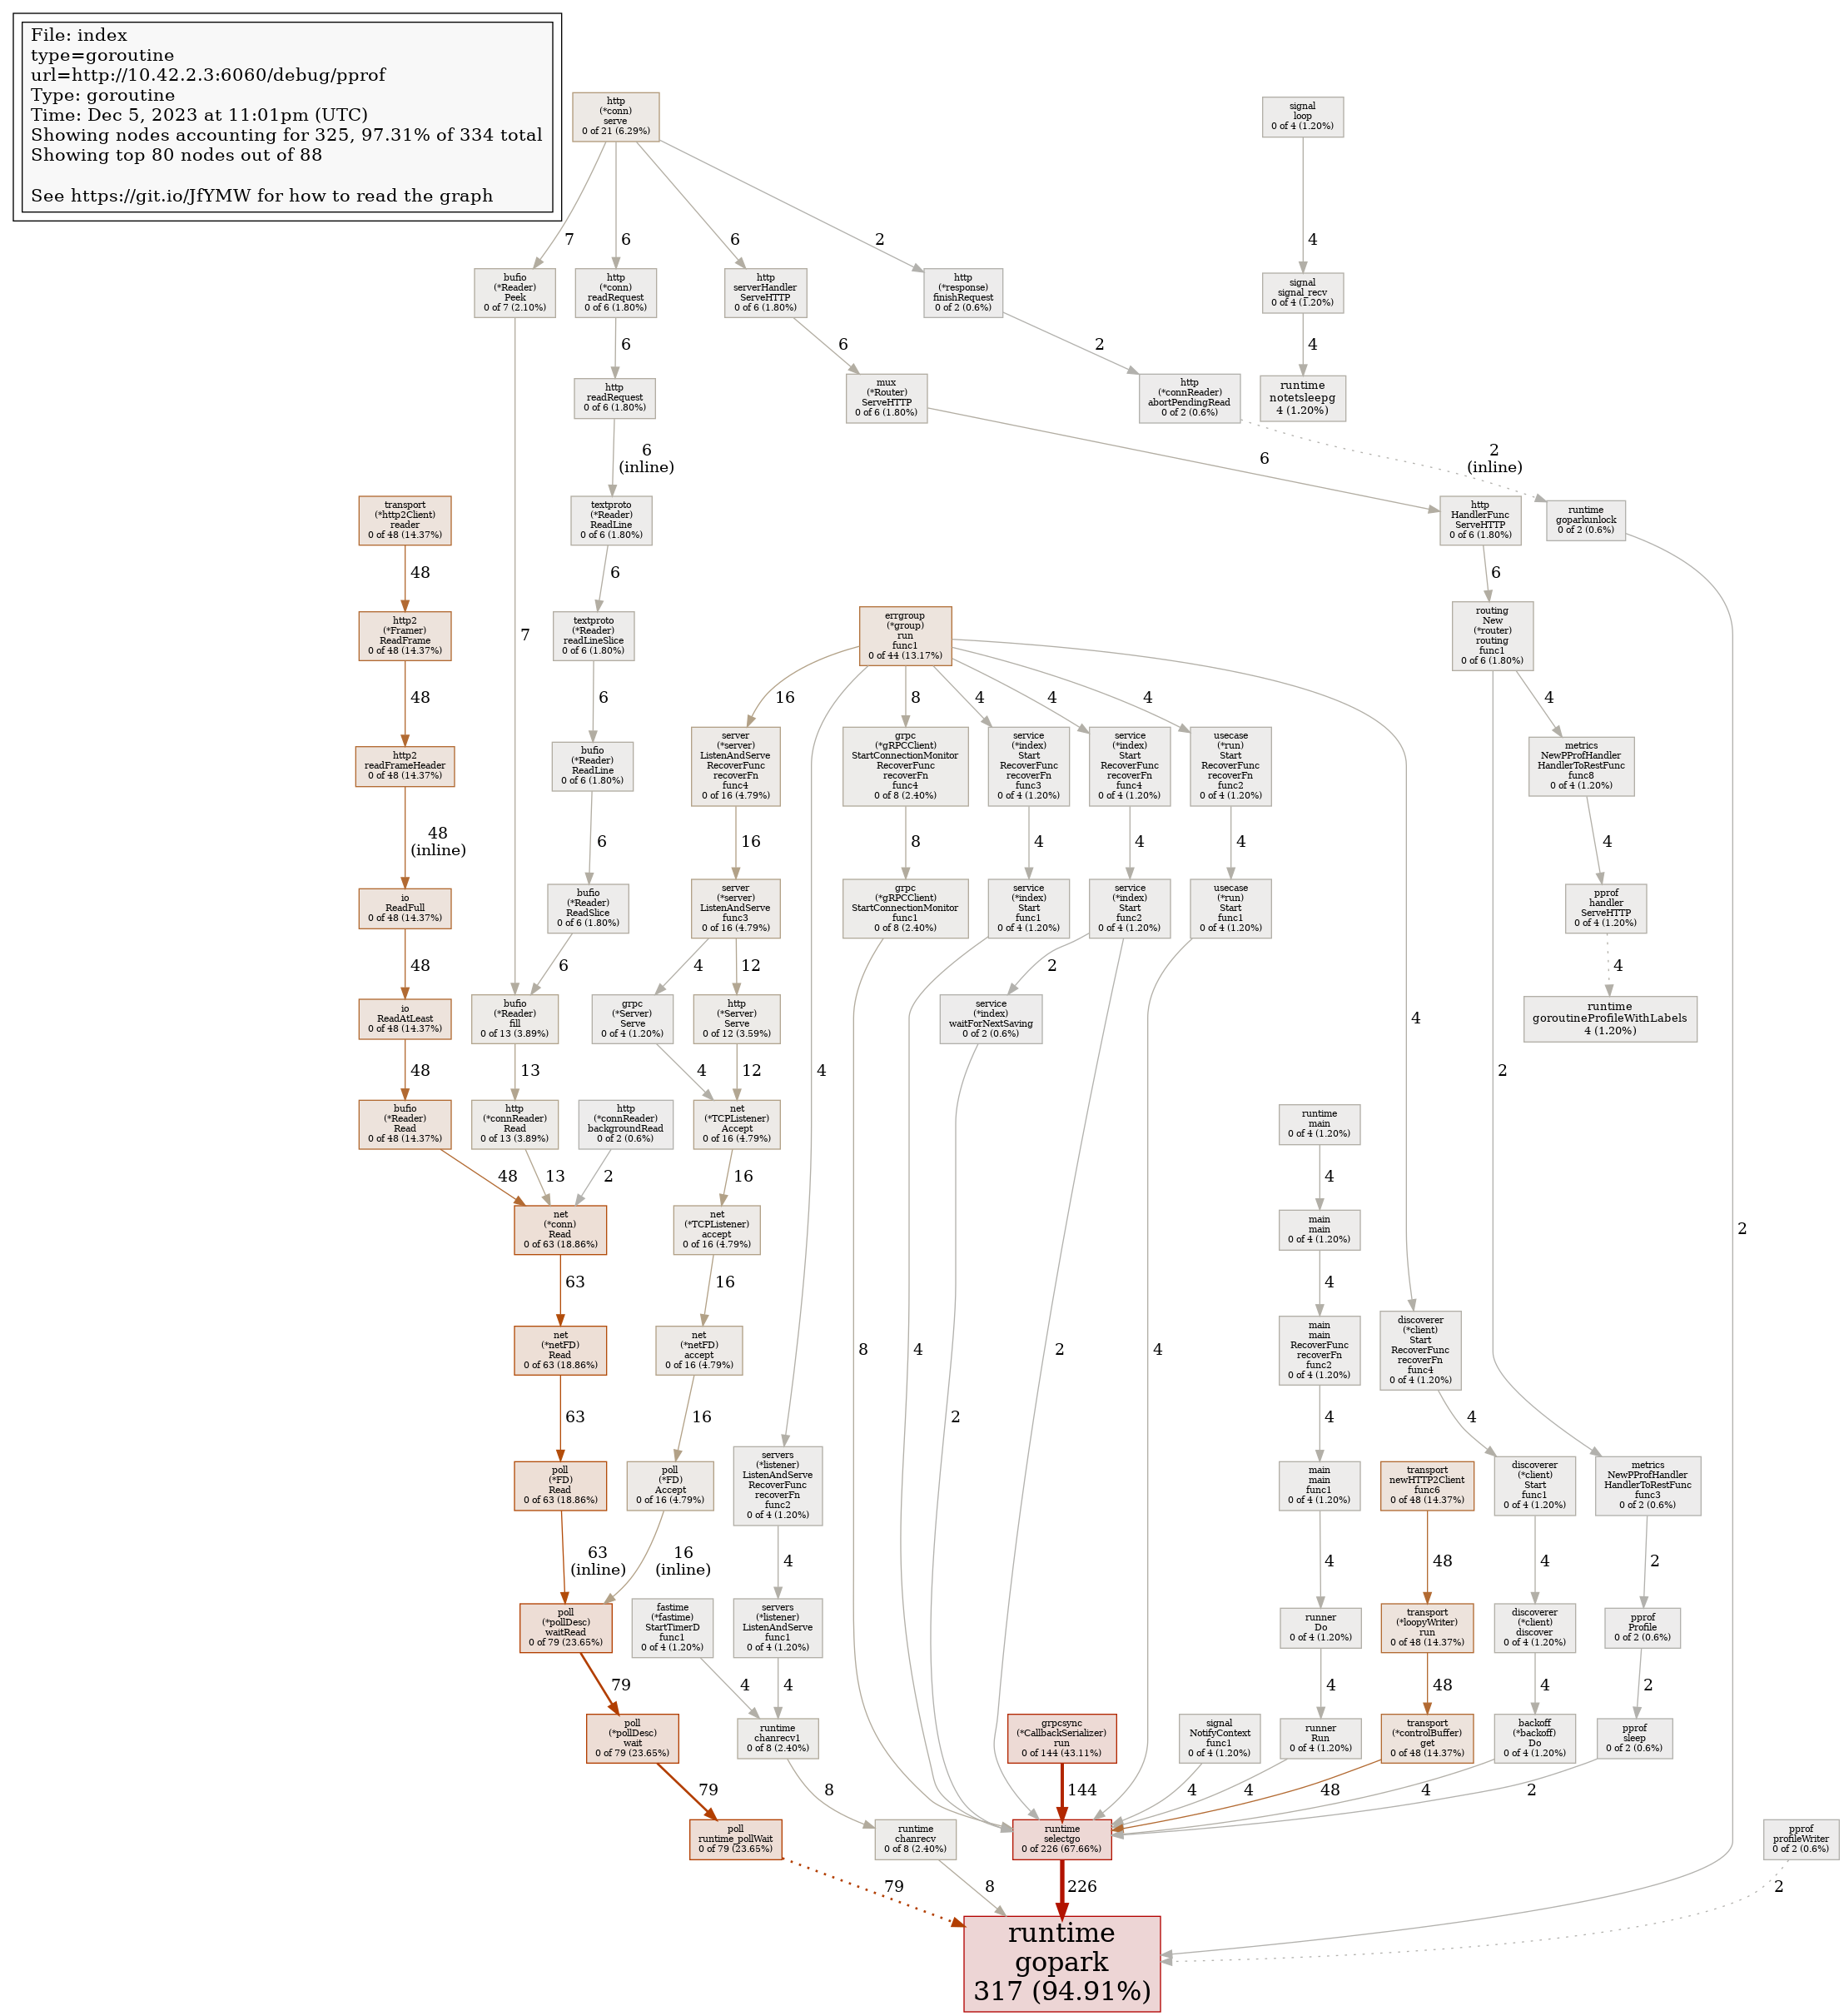 File: index
type=goroutine
url=http://10.42.2.3:6060/debug/pprof
Type: goroutine
Time: Dec 5, 2023 at 11:01pm (UTC)
Showing nodes accounting for 325, 97.31% of 334 total
Showing top 80 nodes out of 88
See https://git.io/JfYMW for how to read the graph
http
(*conn)
serve
0 of 21 (6.29%)
signal
loop
0 of 4 (1.20%)
7
6
6
2
4
bufio
(*Reader)
Peek
0 of 7 (2.10%)
http
(*conn)
readRequest
0 of 6 (1.80%)
http
serverHandler
ServeHTTP
0 of 6 (1.80%)
http
(*response)
finishRequest
0 of 2 (0.6%)
signal
signal_recv
0 of 4 (1.20%)
6
6
2
4
http
readRequest
0 of 6 (1.80%)
mux
(*Router)
ServeHTTP
0 of 6 (1.80%)
http
(*connReader)
abortPendingRead
0 of 2 (0.6%)
runtime
notetsleepg
4 (1.20%)
6
(inline)
6
2
(inline)
transport
(*http2Client)
reader
0 of 48 (14.37%)
textproto
(*Reader)
ReadLine
0 of 6 (1.80%)
http
HandlerFunc
ServeHTTP
0 of 6 (1.80%)
runtime
goparkunlock
0 of 2 (0.6%)
48
6
6
http2
(*Framer)
ReadFrame
0 of 48 (14.37%)
textproto
(*Reader)
readLineSlice
0 of 6 (1.80%)
7
errgroup
(*group)
run
func1
0 of 44 (13.17%)
routing
New
(*router)
routing
func1
0 of 6 (1.80%)
48
6
16
8
4
4
4
4
http2
readFrameHeader
0 of 48 (14.37%)
bufio
(*Reader)
ReadLine
0 of 6 (1.80%)
server
(*server)
ListenAndServe
RecoverFunc
recoverFn
func4
0 of 16 (4.79%)
grpc
(*gRPCClient)
StartConnectionMonitor
RecoverFunc
recoverFn
func4
0 of 8 (2.40%)
service
(*index)
Start
RecoverFunc
recoverFn
func3
0 of 4 (1.20%)
service
(*index)
Start
RecoverFunc
recoverFn
func4
0 of 4 (1.20%)
usecase
(*run)
Start
RecoverFunc
recoverFn
func2
0 of 4 (1.20%)
metrics
NewPProfHandler
HandlerToRestFunc
func8
0 of 4 (1.20%)
48
(inline)
6
16
8
4
4
4
4
io
ReadFull
0 of 48 (14.37%)
bufio
(*Reader)
ReadSlice
0 of 6 (1.80%)
server
(*server)
ListenAndServe
func3
0 of 16 (4.79%)
grpc
(*gRPCClient)
StartConnectionMonitor
func1
0 of 8 (2.40%)
service
(*index)
Start
func1
0 of 4 (1.20%)
service
(*index)
Start
func2
0 of 4 (1.20%)
usecase
(*run)
Start
func1
0 of 4 (1.20%)
pprof
handler
ServeHTTP
0 of 4 (1.20%)
48
6
4
12
2
4
io
ReadAtLeast
0 of 48 (14.37%)
bufio
(*Reader)
fill
0 of 13 (3.89%)
grpc
(*Server)
Serve
0 of 4 (1.20%)
http
(*Server)
Serve
0 of 12 (3.59%)
service
(*index)
waitForNextSaving
0 of 2 (0.6%)
4
runtime
goroutineProfileWithLabels
4 (1.20%)
48
13
4
12
4
2
bufio
(*Reader)
Read
0 of 48 (14.37%)
http
(*connReader)
Read
0 of 13 (3.89%)
http
(*connReader)
backgroundRead
0 of 2 (0.6%)
net
(*TCPListener)
Accept
0 of 16 (4.79%)
runtime
main
0 of 4 (1.20%)
48
13
2
16
4
net
(*conn)
Read
0 of 63 (18.86%)
net
(*TCPListener)
accept
0 of 16 (4.79%)
main
main
0 of 4 (1.20%)
2
63
16
4
net
(*netFD)
Read
0 of 63 (18.86%)
net
(*netFD)
accept
0 of 16 (4.79%)
8
4
2
4
main
main
RecoverFunc
recoverFn
func2
0 of 4 (1.20%)
discoverer
(*client)
Start
RecoverFunc
recoverFn
func4
0 of 4 (1.20%)
63
16
2
4
4
poll
(*FD)
Read
0 of 63 (18.86%)
poll
(*FD)
Accept
0 of 16 (4.79%)
servers
(*listener)
ListenAndServe
RecoverFunc
recoverFn
func2
0 of 4 (1.20%)
main
main
func1
0 of 4 (1.20%)
transport
newHTTP2Client
func6
0 of 48 (14.37%)
discoverer
(*client)
Start
func1
0 of 4 (1.20%)
metrics
NewPProfHandler
HandlerToRestFunc
func3
0 of 2 (0.6%)
63
(inline)
16
(inline)
4
4
48
4
2
poll
(*pollDesc)
waitRead
0 of 79 (23.65%)
fastime
(*fastime)
StartTimerD
func1
0 of 4 (1.20%)
servers
(*listener)
ListenAndServe
func1
0 of 4 (1.20%)
runner
Do
0 of 4 (1.20%)
transport
(*loopyWriter)
run
0 of 48 (14.37%)
discoverer
(*client)
discover
0 of 4 (1.20%)
pprof
Profile
0 of 2 (0.6%)
79
4
4
4
48
4
2
poll
(*pollDesc)
wait
0 of 79 (23.65%)
runtime
chanrecv1
0 of 8 (2.40%)
grpcsync
(*CallbackSerializer)
run
0 of 144 (43.11%)
signal
NotifyContext
func1
0 of 4 (1.20%)
runner
Run
0 of 4 (1.20%)
transport
(*controlBuffer)
get
0 of 48 (14.37%)
backoff
(*backoff)
Do
0 of 4 (1.20%)
pprof
sleep
0 of 2 (0.6%)
79
8
144
4
4
48
4
2
poll
runtime_pollWait
0 of 79 (23.65%)
runtime
chanrecv
0 of 8 (2.40%)
runtime
selectgo
0 of 226 (67.66%)
pprof
profileWriter
0 of 2 (0.6%)
79
8
226
2
runtime
gopark
317 (94.91%)